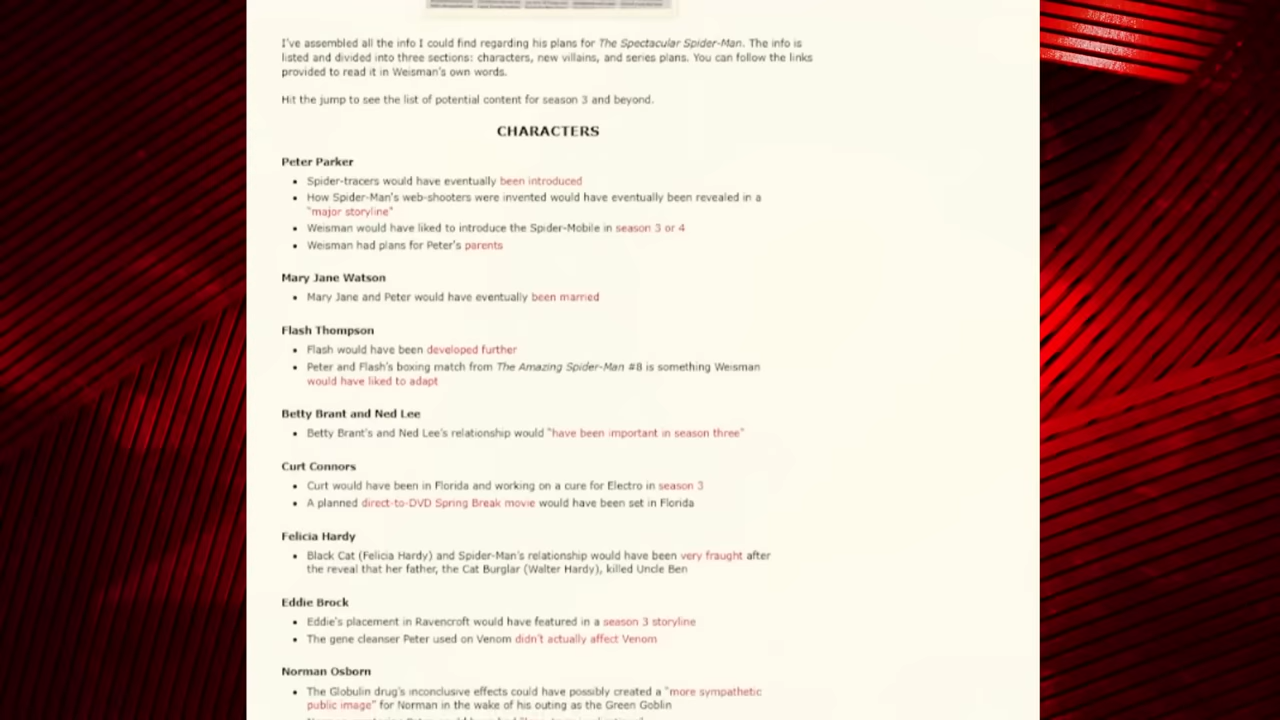 I've assembled all the info I could find regarding his plans for The Spectacular Spider-Man. The info is
listed and divided into three sections: characters, new villains, and series plans. You can follow the links
provided to read it in Weisman's own words.
Hit the jump to see the list of potential content for season 3 and beyond.
CHARACTERS
Peter Parker
• Spider-tracers would have eventually been introduced
• How Spider-Man's web-shooters were invented would have eventually been revealed in a
"major storyline"
• Weisman would have liked to introduce the Spider-Mobile in season 3 or 4
• Weisman had plans for Peter's parents
Mary Jane Watson
• Mary Jane and Peter would have eventually been married
Flash Thompson
• Flash would have been developed further
• Peter and Flash's boxing match from The Amazing Spider-Man #8 is something Weisman
would have liked to adapt
Betty Brant and Ned Lee
• Betty Brant's and Ned Lee's relationship would "have been important in season three"
Curt Connors
• Curt would have been in Florida and working on a cure for Electro in season 3
• A planned direct-to-DVD Spring Break movie would have been set in Florida
Felicia Hardy
• Black Cat (Felicia Hardy) and Spider-Man's relationship would have been very fraught after
the reveal that her father, the Cat Burglar (Walter Hardy), killed Uncle Ben
Eddie Brock
• Eddie's placement in Ravencroft would have featured in a season 3 storyline
• The gene cleanser Peter used on Venom didn't actually affect Venom
Norman Osborn
• The Globulin drug's inconclusive effects could have possibly created a "more sympathetic
public image" for Norman in the wake of his outing as the Green Goblin